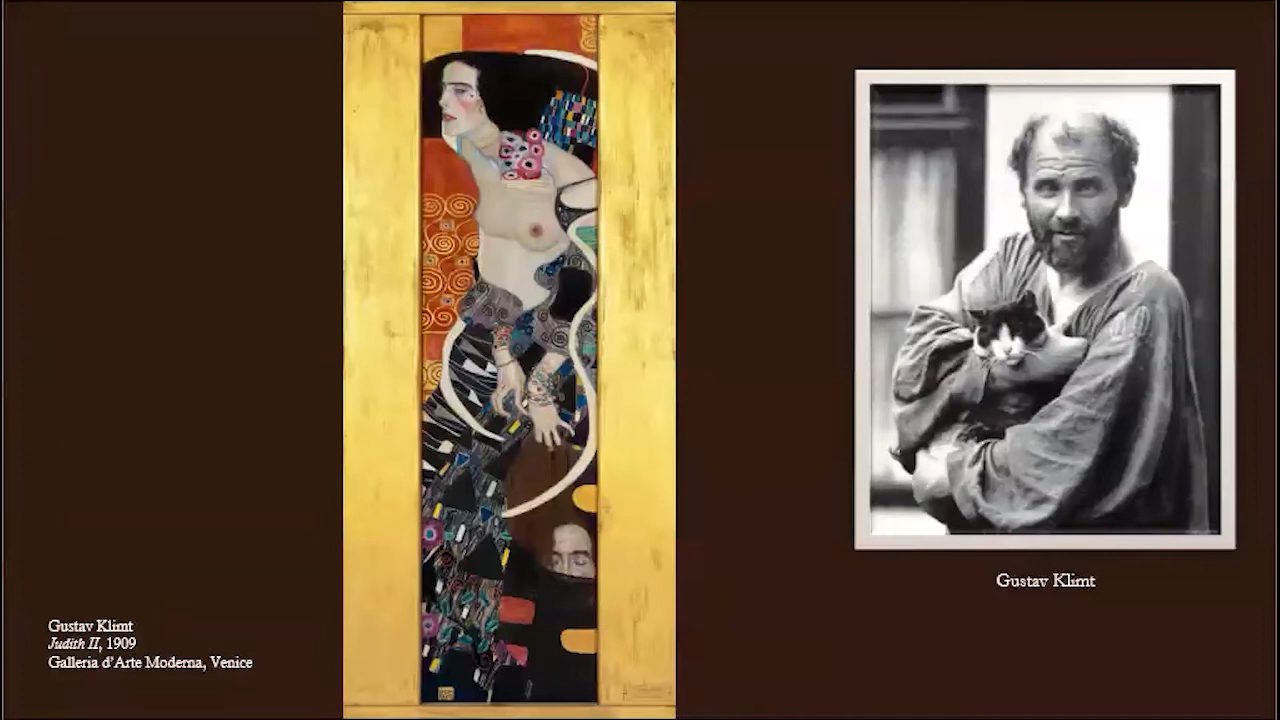 Gustav Klimt
Judith II, 1909
Galleria d'Arte Moderna, Venice
Gustav Klimt